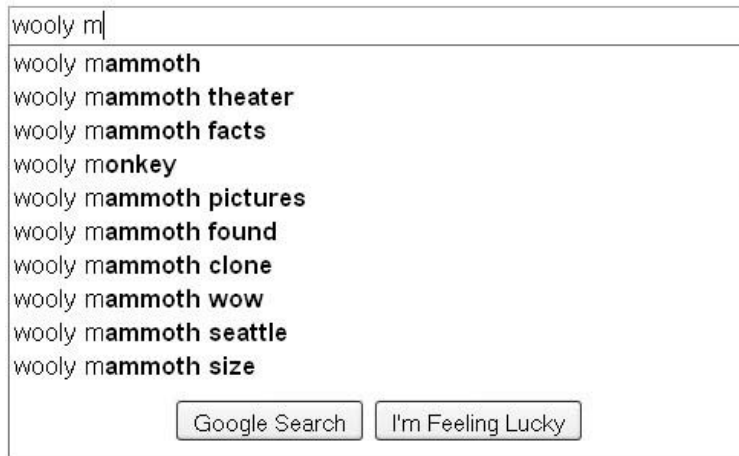 wooly m
wooly mammoth
wooly mammoth theater
wooly mammoth facts
wooly monkey
wooly mammoth pictures
wooly mammoth found
wooly mammoth clone
wooly mammoth wow
wooly mammoth seattle
wooly mammoth size
Google Search I'm Feeling Lucky